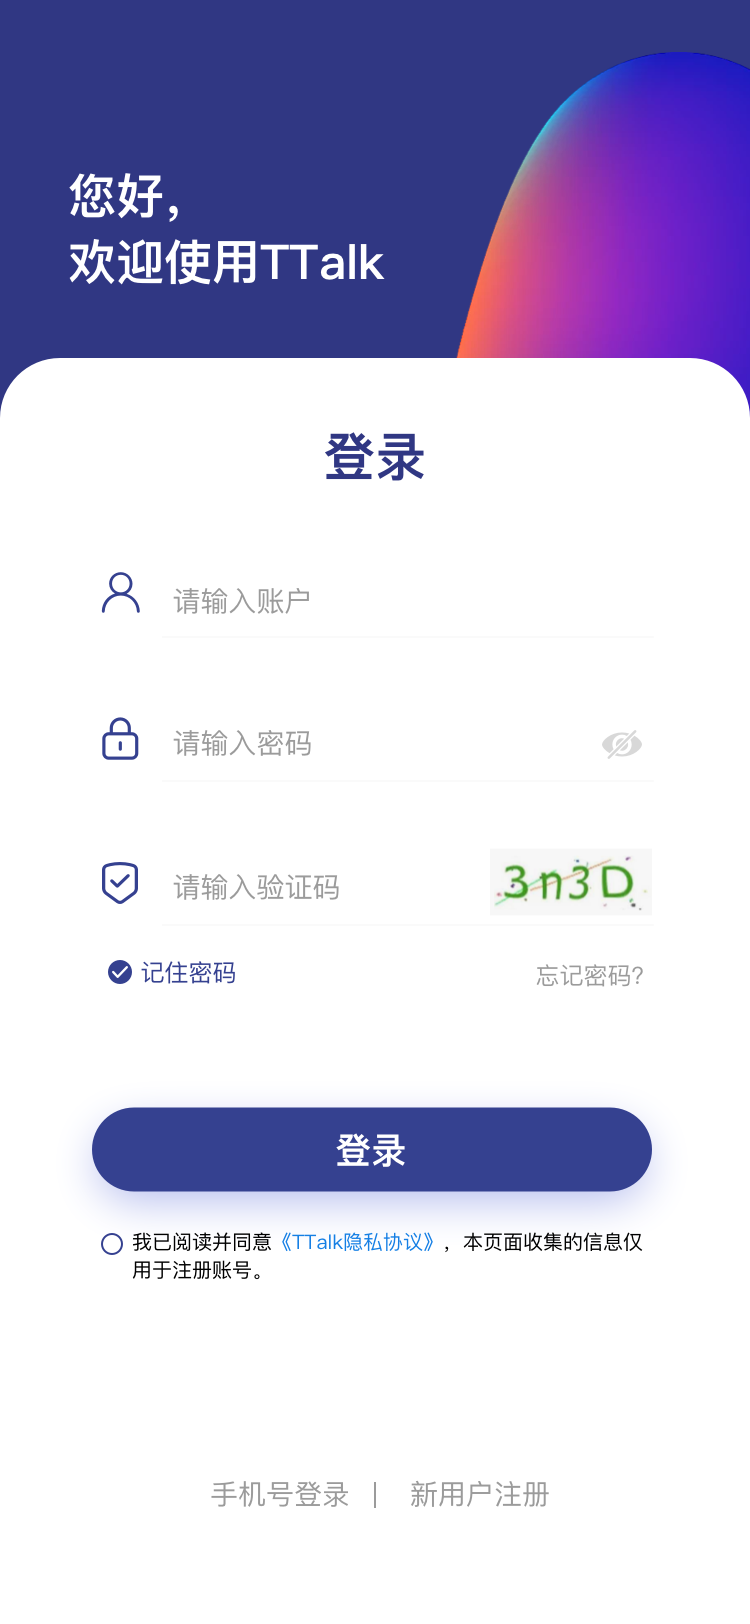 您好，
欢迎使用TTalk
登录
请输入账户
请输入密码
请输入验证码
3n3D
记住密码
忘记密码?
登录
我已阅读并同意《TTalk隐私协议》，本页面收集的信息仅
用于注册账号。
手机号登录 | 新用户注册